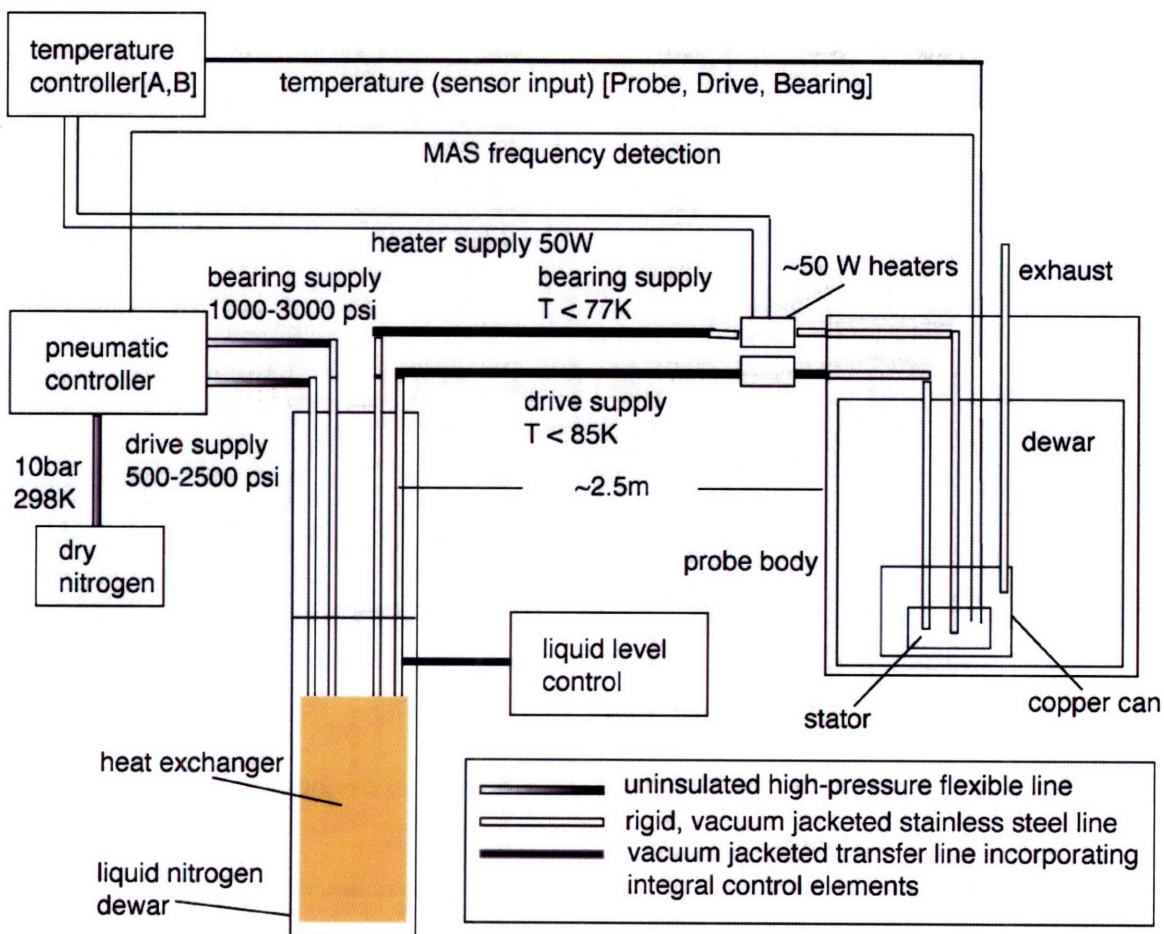 temperature
controller[A,B]
temperature (sensor input) [Probe, Drive, Bearing]
MAS frequency detection
heater supply 50W
bearing supply
1000-3000 psi
bearing supply
T < 77K
~50 W heaters
exhaust
pneumatic
controller
drive supply
500-2500 psi
drive supply
T < 85K
dewar
10bar
298K
~2.5m
dry
nitrogen
probe body
liquid level
control
stator
copper can
heat exchanger
liquid nitrogen
dewar
uninsulated high-pressure flexible line
rigid, vacuum jacketed stainless steel line
vacuum jacketed transfer line incorporating
integral control elements